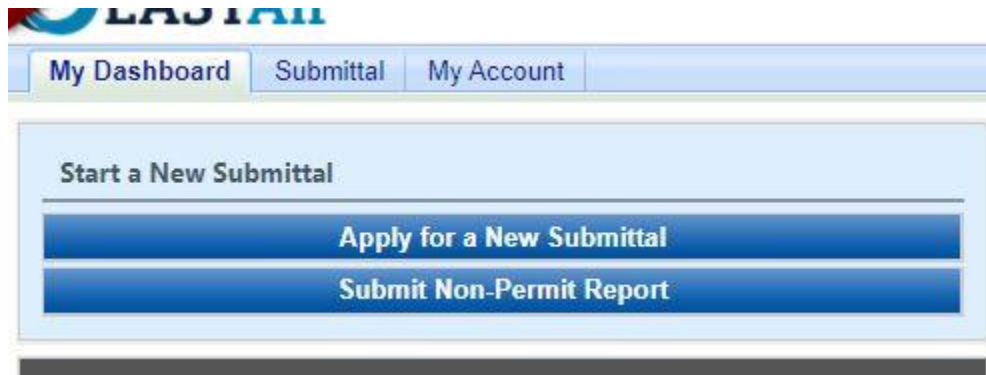 My Dashboard Submittal My Account
Start a New Submittal
Apply for a New Submittal
Submit Non-Permit Report